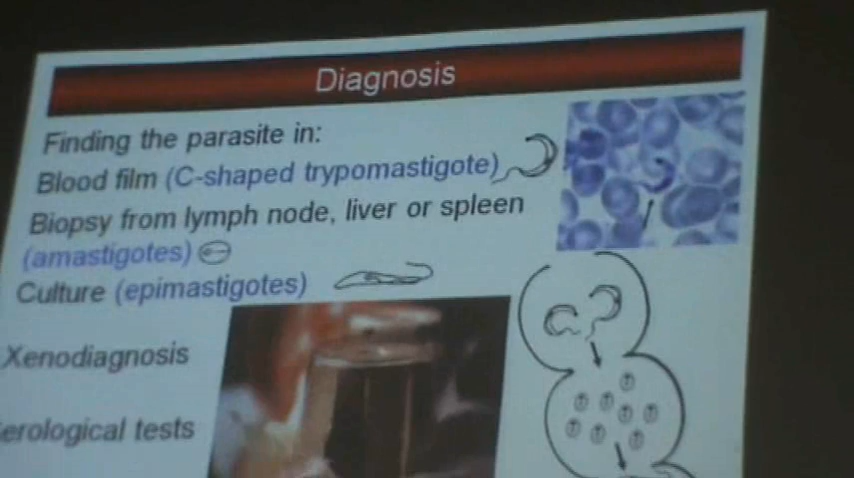 Diagnosis
Finding the parasite in:
Blood film (C-shaped trypomastigote)
Biopsy from lymph node, liver or spleen
(amastigotes)
Culture (epimastigotes)
Xenodiagnosis
erological tests